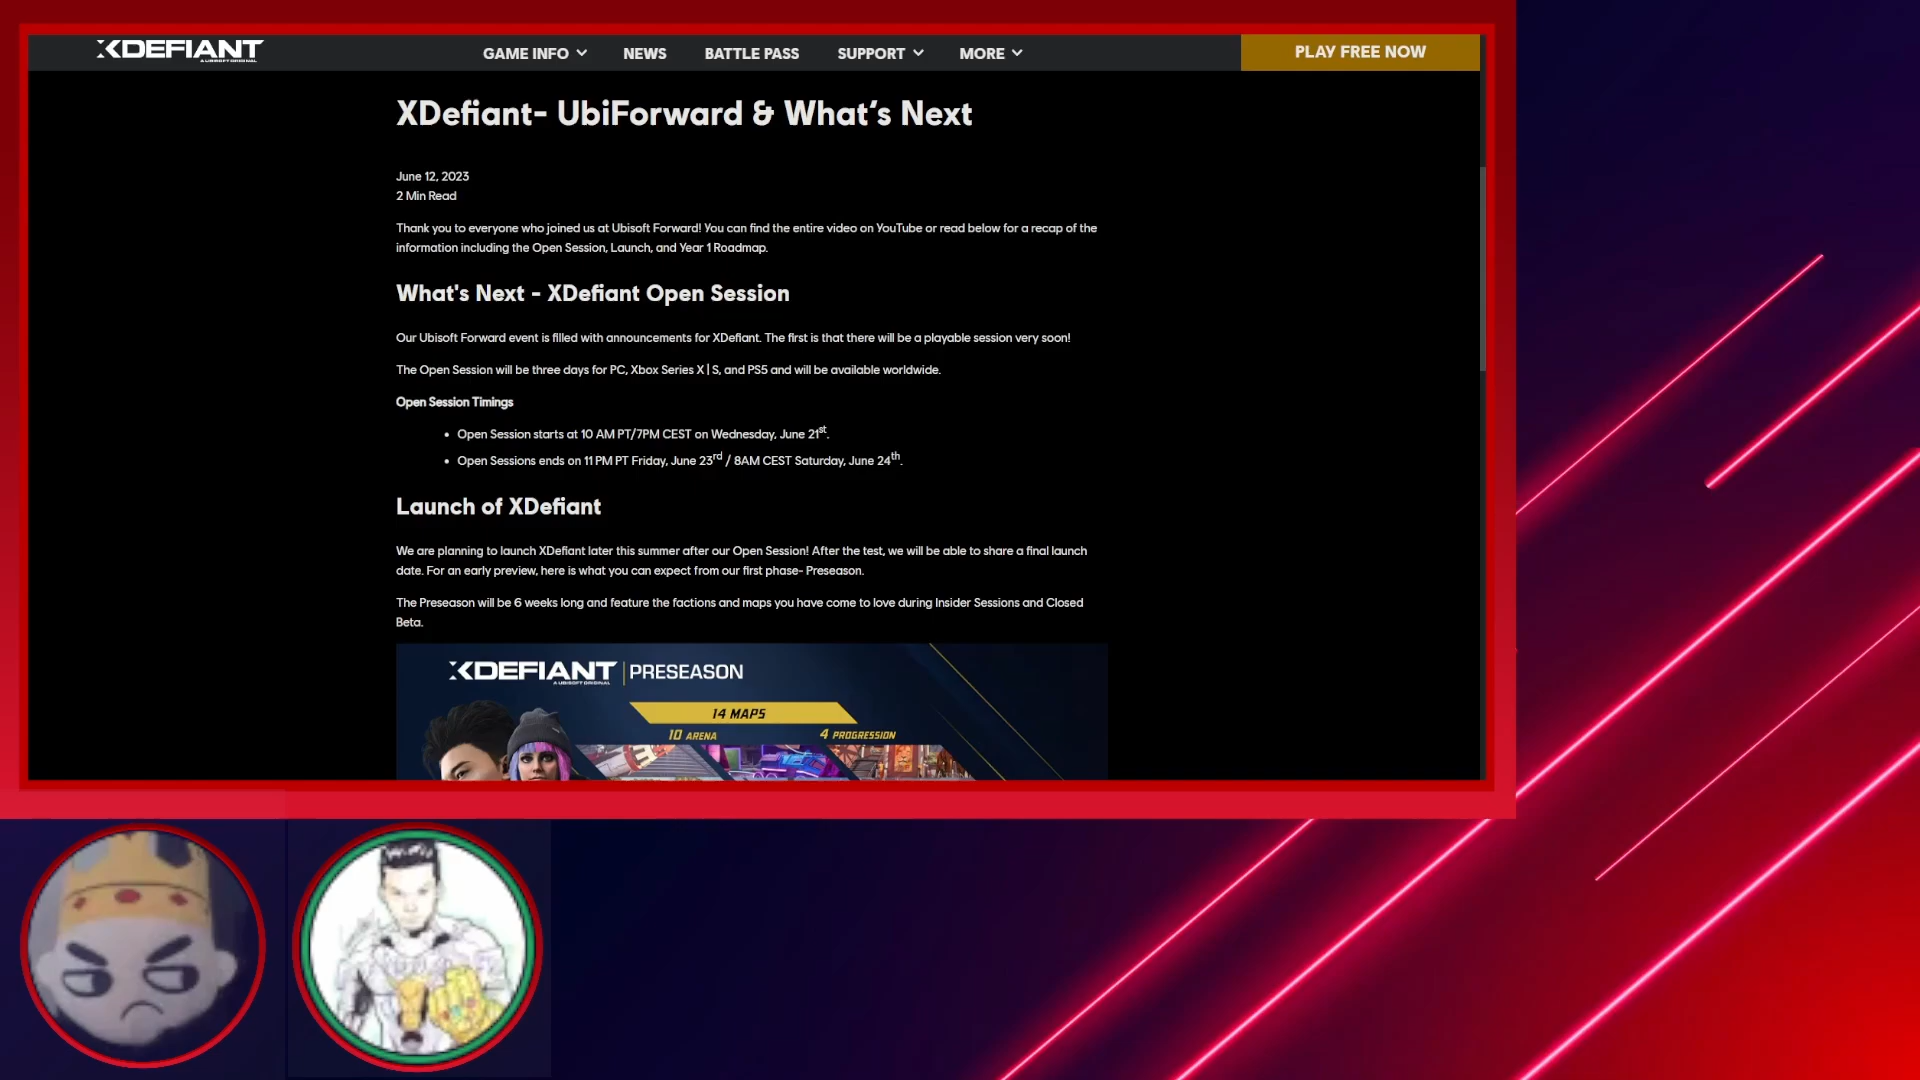 XDEFIANT
A UBISOFT ORIGINAL
GAME INFO
NEWS
BATTLE PASS
SUPPORT
MORE
PLAY FREE NOW
XDefiant- UbiForward & What's Next
June 12, 2023
2 Min Read
Thank you to everyone who joined us at Ubisoft Forward! You can find the entire video on YouTube or read below for a recap of the
information including the Open Session, Launch, and Year 1 Roadmap.
What's Next - XDefiant Open Session
Our Ubisoft Forward event is filled with announcements for XDefiant. The first is that there will be a playable session very soon!
The Open Session will be three days for PC, Xbox Series X | S, and PS5 and will be available worldwide.
Open Session Timings
• Open Session starts at 10 AM PT/7PM CEST on Wednesday, June 21st.
• Open Sessions ends on 11 PM PT Friday, June 23rd / 8AM CEST Saturday, June 24th.
Launch of XDefiant
We are planning to launch XDefiant later this summer after our Open Session! After the test, we will be able to share a final launch
date. For an early preview, here is what you can expect from our first phase- Preseason.
The Preseason will be 6 weeks long and feature the factions and maps you have come to love during Insider Sessions and Closed
Beta.
XDEFIANT | PRESEASON
A UBISOFT ORIGINAL
14 MAPS
10 ARENA
4 PROGRESSION